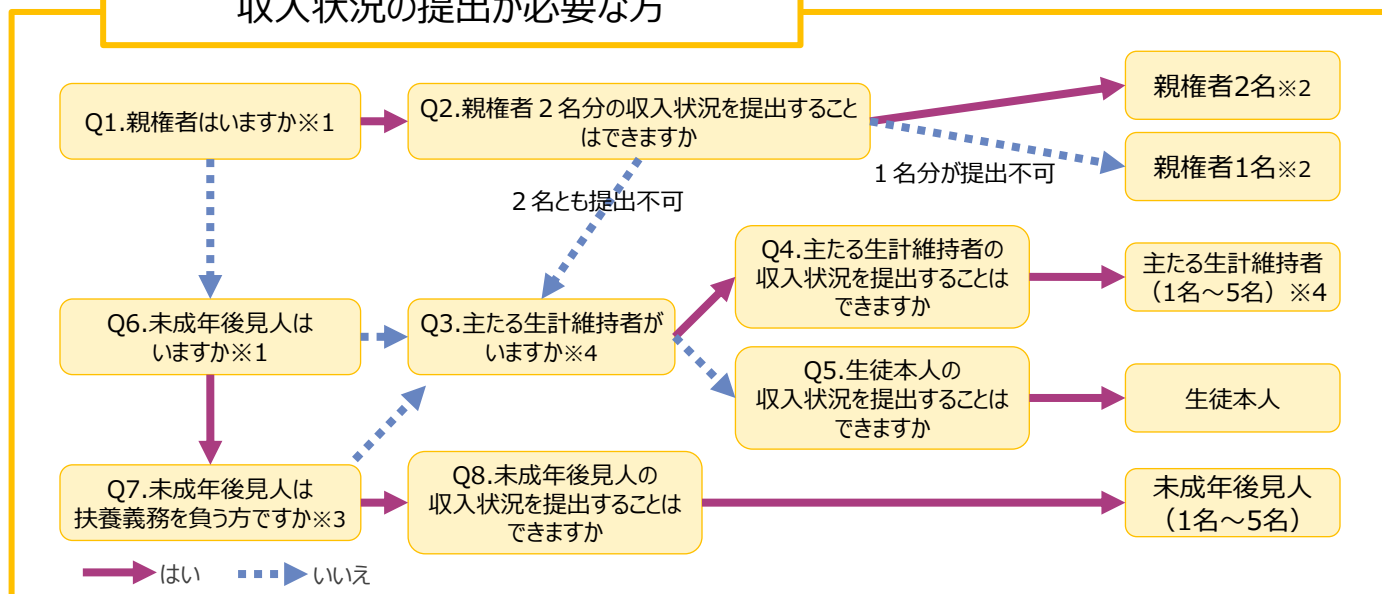 収入状況の提出が必要な方
Q1.親権者はいますか※1
Q2.親権者２名分の収入状況を提出すること
はできますか
親権者2名※2
１名分が提出不可
親権者1名※2
２名とも提出不可
Q6.未成年後見人は
いますか※1
Q3.主たる生計維持者が
いますか※4
Q4.主たる生計維持者の
収入状況を提出することは
できますか
主たる生計維持者
（1名～5名）※4
Q5.生徒本人の
収入状況を提出することは
できますか
生徒本人
Q7.未成年後見人は
扶養義務を負う方ですか※3
Q8.未成年後見人の
収入状況を提出することは
できますか
未成年後見人
（1名～5名）
はい
いいえ